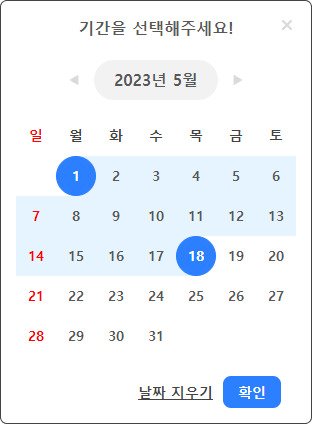 기간을 선택해주세요! ×
◀ 2023년 5월 ▶
일 월 화 수 목 금 토
1 2 3 4 5 6
7 8 9 10 11 12 13
14 15 16 17 18 19 20
21 22 23 24 25 26 27
28 29 30 31
날짜 지우기 확인